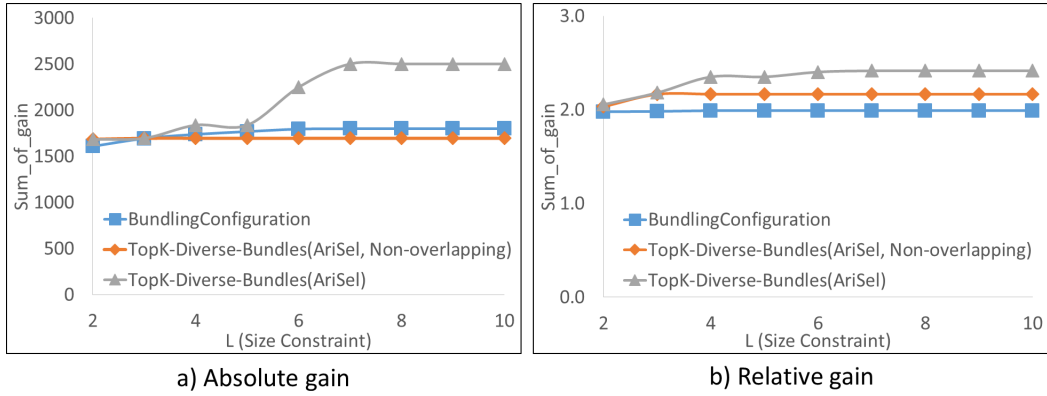 3000
2500
2000
1500
1000
500
0
Sum_of_gain
BundlingConfiguration
TopK-Diverse-Bundles(AriSel, Non-overlapping)
TopK-Diverse-Bundles(AriSel)
2 4 6 8 10
L (Size Constraint)
a) Absolute gain
3.0
2.0
1.0
0.0
Sum_of_gain
BundlingConfiguration
TopK-Diverse-Bundles(AriSel, Non-overlapping)
TopK-Diverse-Bundles(AriSel)
2 4 6 8 10
L (Size Constraint)
b) Relative gain